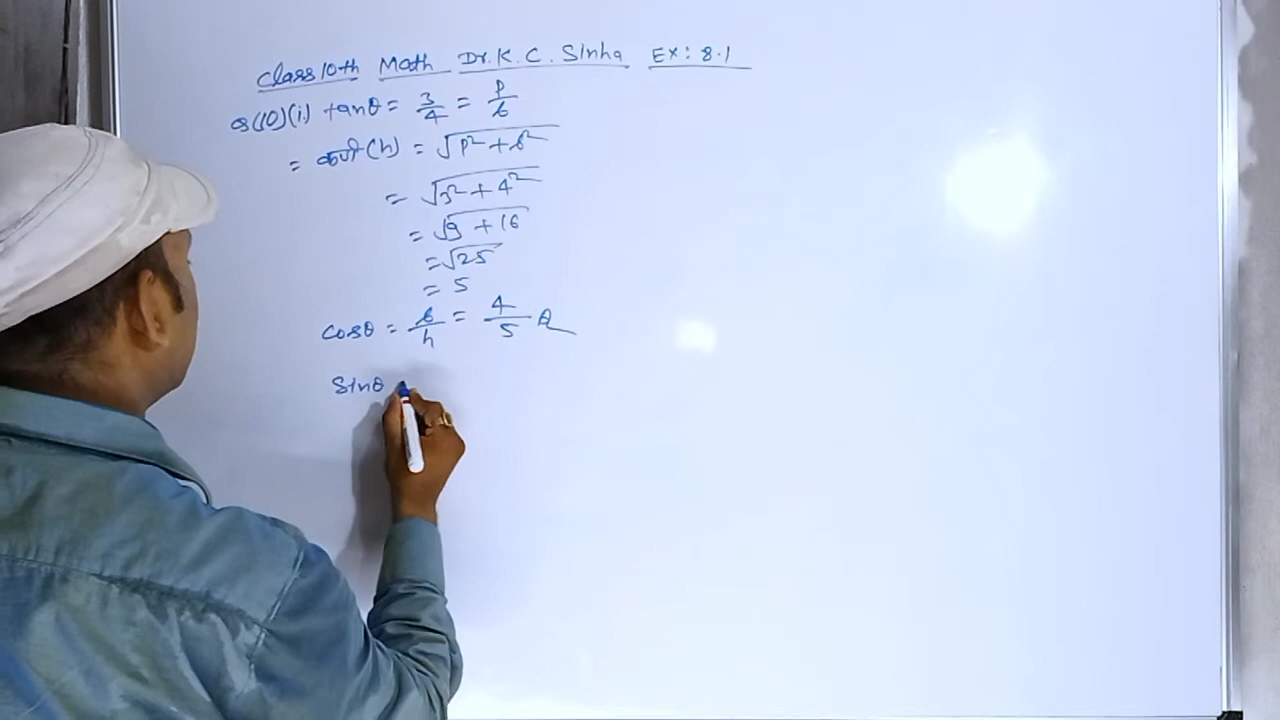 Class 10th Math Dr. K. C. Sinha Ex: 8.1
Q(10)(i) tanθ = 3/4 = p/b
= कर्ण (h) = √p² + b²
= √3² + 4²
= √9 + 16
= √25
= 5
cosθ = b/h = 4/5
sinθ